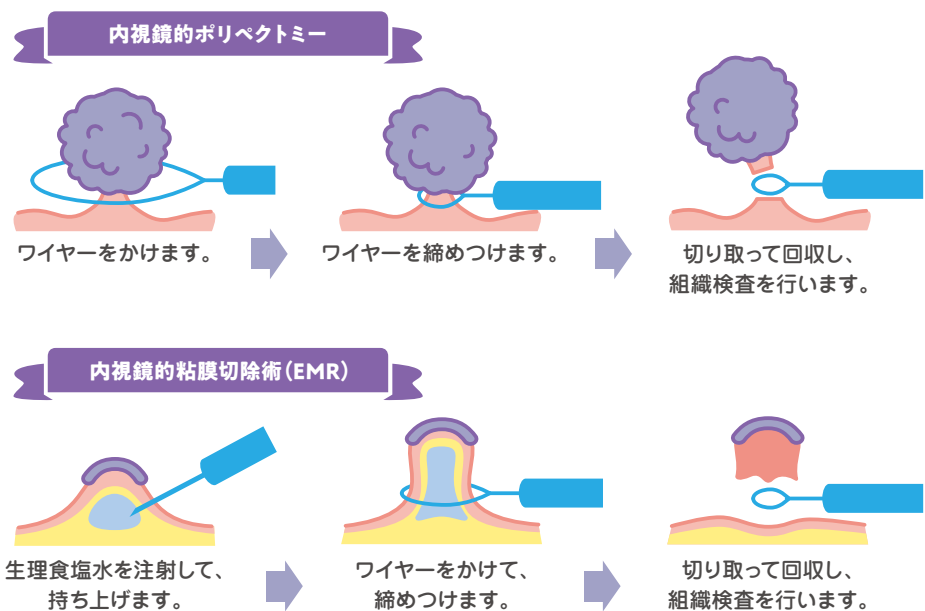 内視鏡的ポリペクトミー
ワイヤーをかけます。
ワイヤーを締めつけます。
切り取って回収し、
組織検査を行います。
内視鏡的粘膜切除術（EMR）
生理食塩水を注射して、
持ち上げます。
ワイヤーをかけて、
締めつけます。
切り取って回収し、
組織検査を行います。